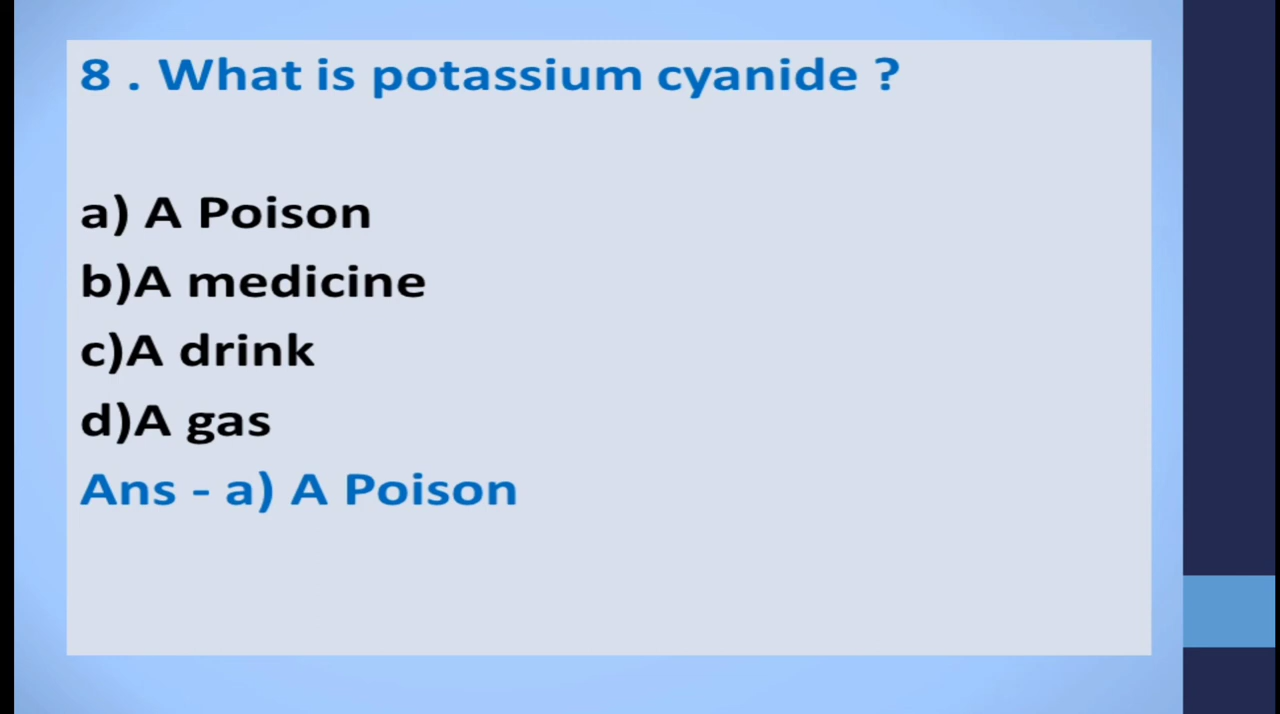 8 . What is potassium cyanide ?
a) A Poison
b)A medicine
c)A drink
d)A gas
Ans - a) A Poison